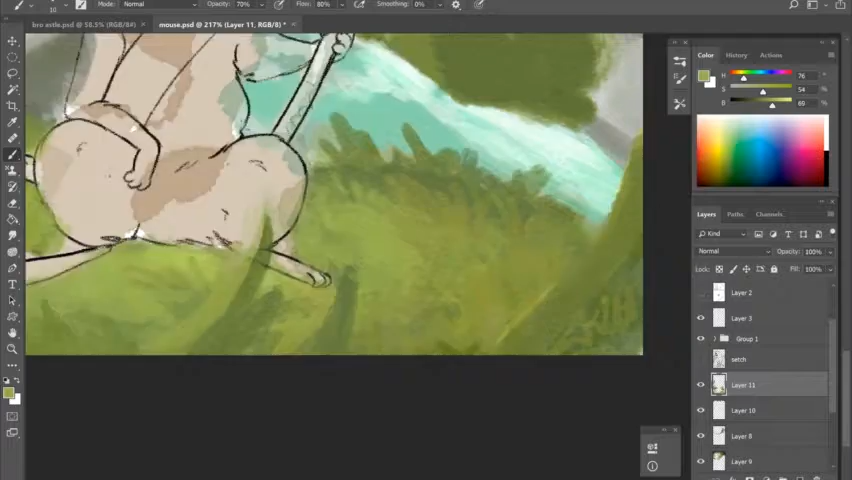 Mode: Normal Opacity: 70% Flow: 80% Smoothing: 0%
10
bro astle.psd @ 58.5% (RGB/8#) × mouse.psd @ 217% (Layer 11, RGB/8) * ×
Color History Actions
H 76 °
S 54 %
B 69 %
Layers Paths Channels
Kind
Normal Opacity: 100%
Lock: Fill: 100%
Layer 2
Layer 3
Group 1
setch
Layer 11
Layer 10
Layer 8
Layer 9